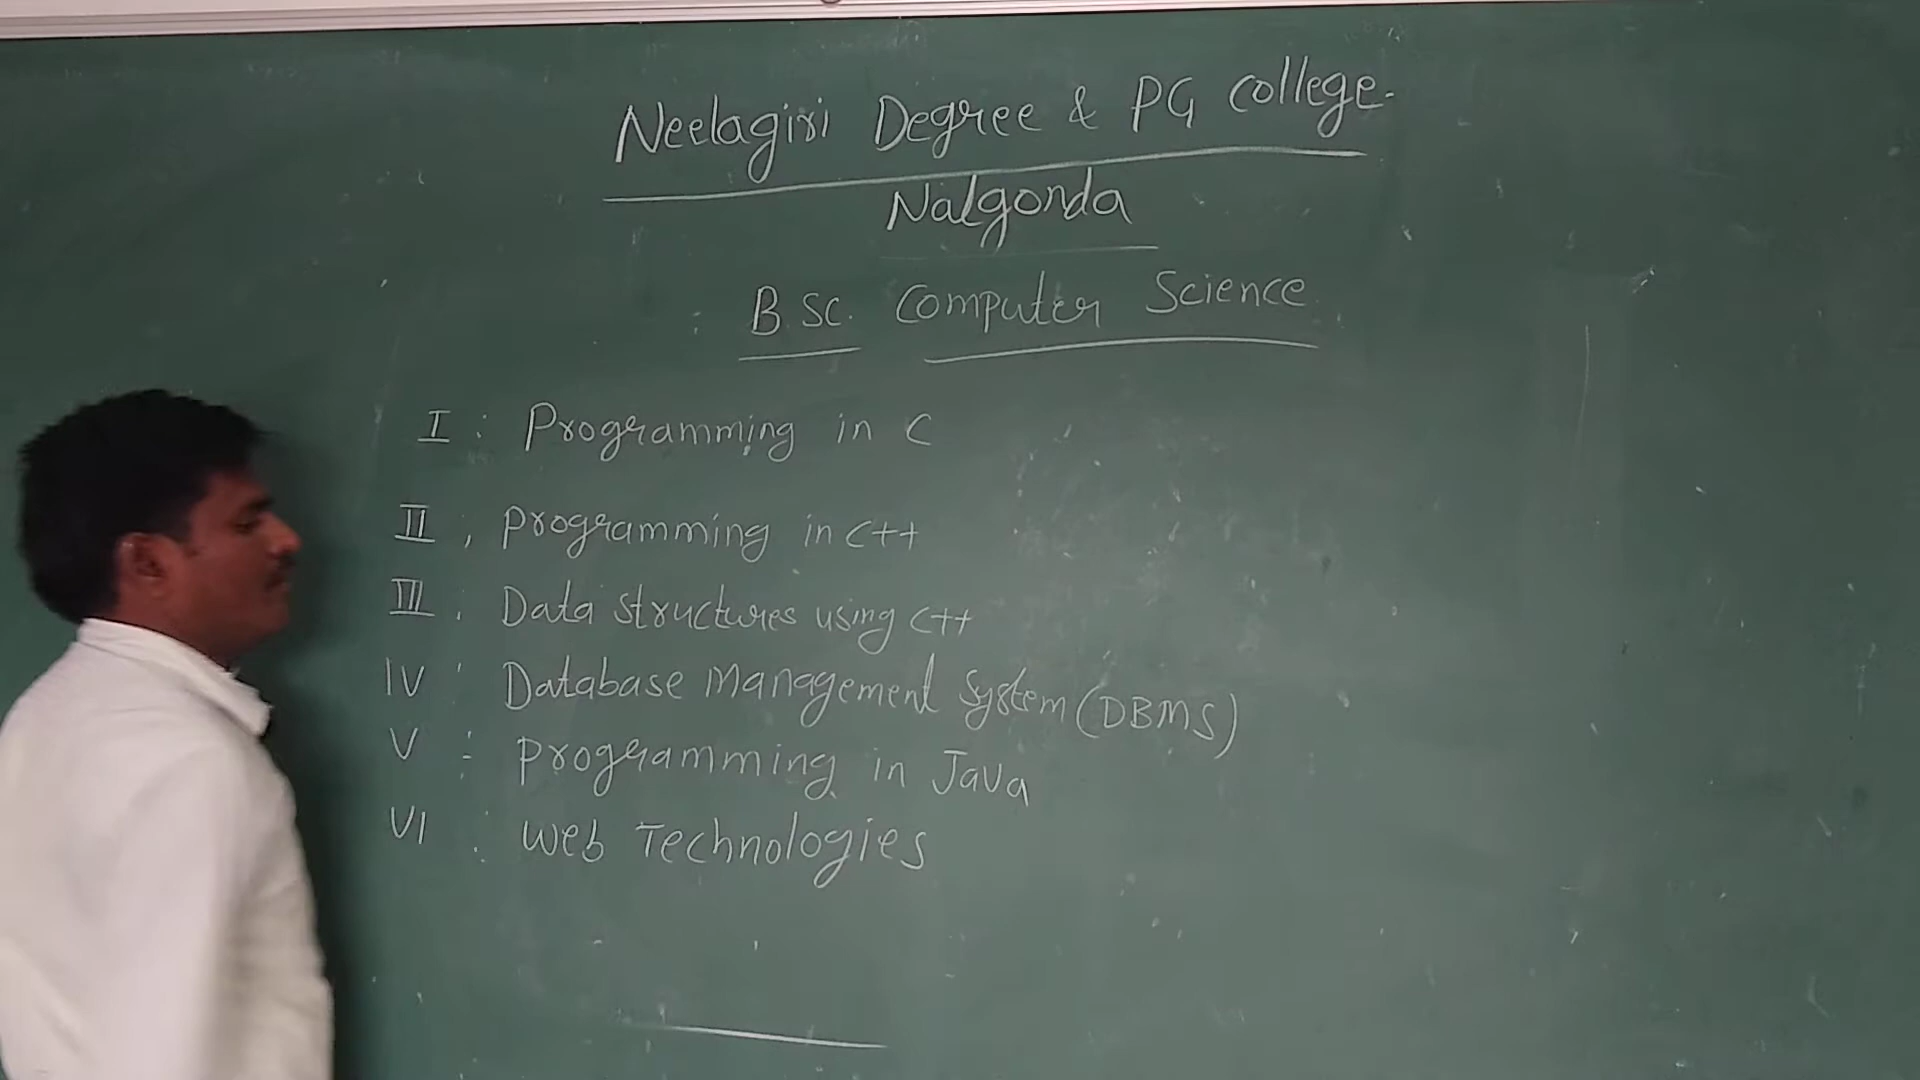 Neelagiri Degree & PG College.
Nalgonda
B.Sc. Computer Science
I : Programming in C
II , Programming in C++
III . Data structures using C++
IV : Database Management System (DBMS)
V : Programming in Java
VI : Web Technologies